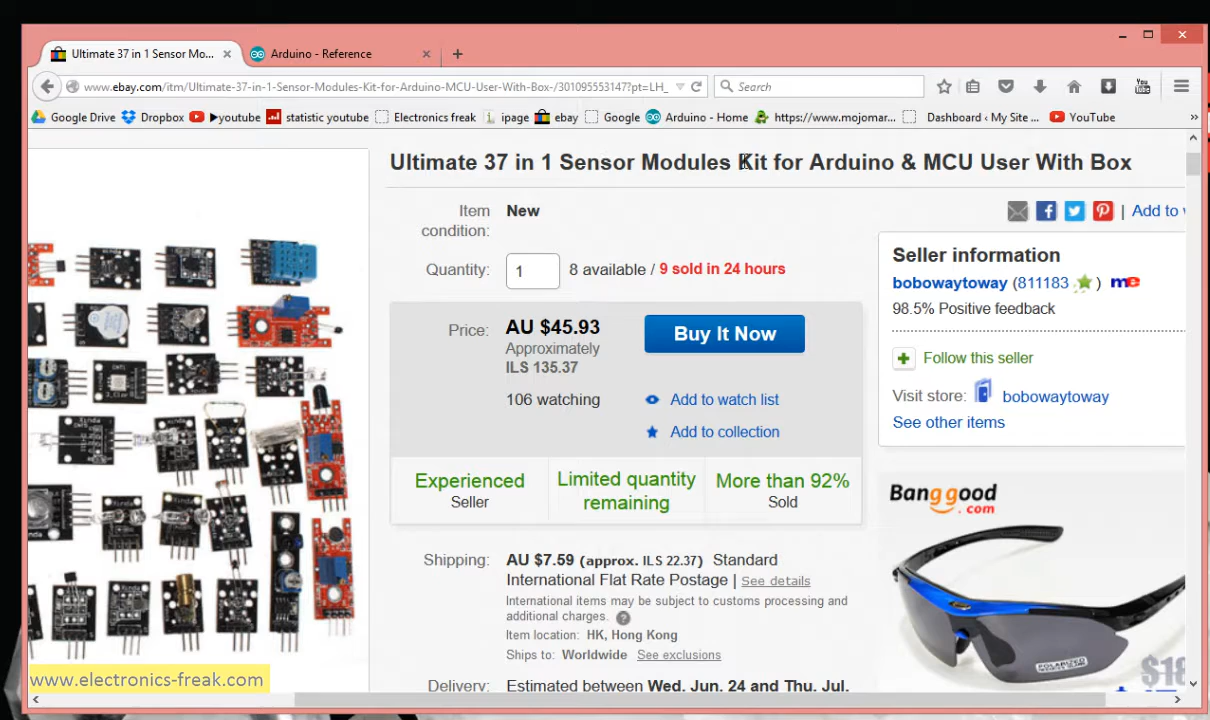 Ultimate 37 in 1 Sensor Mo...
Arduino - Reference
www.ebay.com/itm/Ultimate-37-in-1-Sensor-Modules-Kit-for-Arduino-MCU-User-With-Box-/301095553147?pt=LH_
Search
Google Drive
Dropbox
►youtube
statistic youtube
Electronics freak
ipage
ebay
Google
Arduino - Home
https://www.mojomar...
Dashboard ‹ My Site ...
YouTube
Ultimate 37 in 1 Sensor Modules Kit for Arduino & MCU User With Box
Item condition: New
| Add to
Quantity: 1 8 available / 9 sold in 24 hours
Price: AU $45.93
Approximately
ILS 135.37
Buy It Now
106 watching
Add to watch list
Add to collection
Experienced
Seller
Limited quantity
remaining
More than 92%
Sold
Shipping: AU $7.59 (approx. ILS 22.37) Standard
International Flat Rate Postage | See details
International items may be subject to customs processing and
additional charges.
Item location: HK, Hong Kong
Ships to: Worldwide See exclusions
Delivery: Estimated between Wed. Jun. 24 and Thu. Jul.
Seller information
bobowaytoway (811183 ) me
98.5% Positive feedback
Follow this seller
Visit store: bobowaytoway
See other items
Banggood
.com
POLARIZED
$18
www.electronics-freak.com